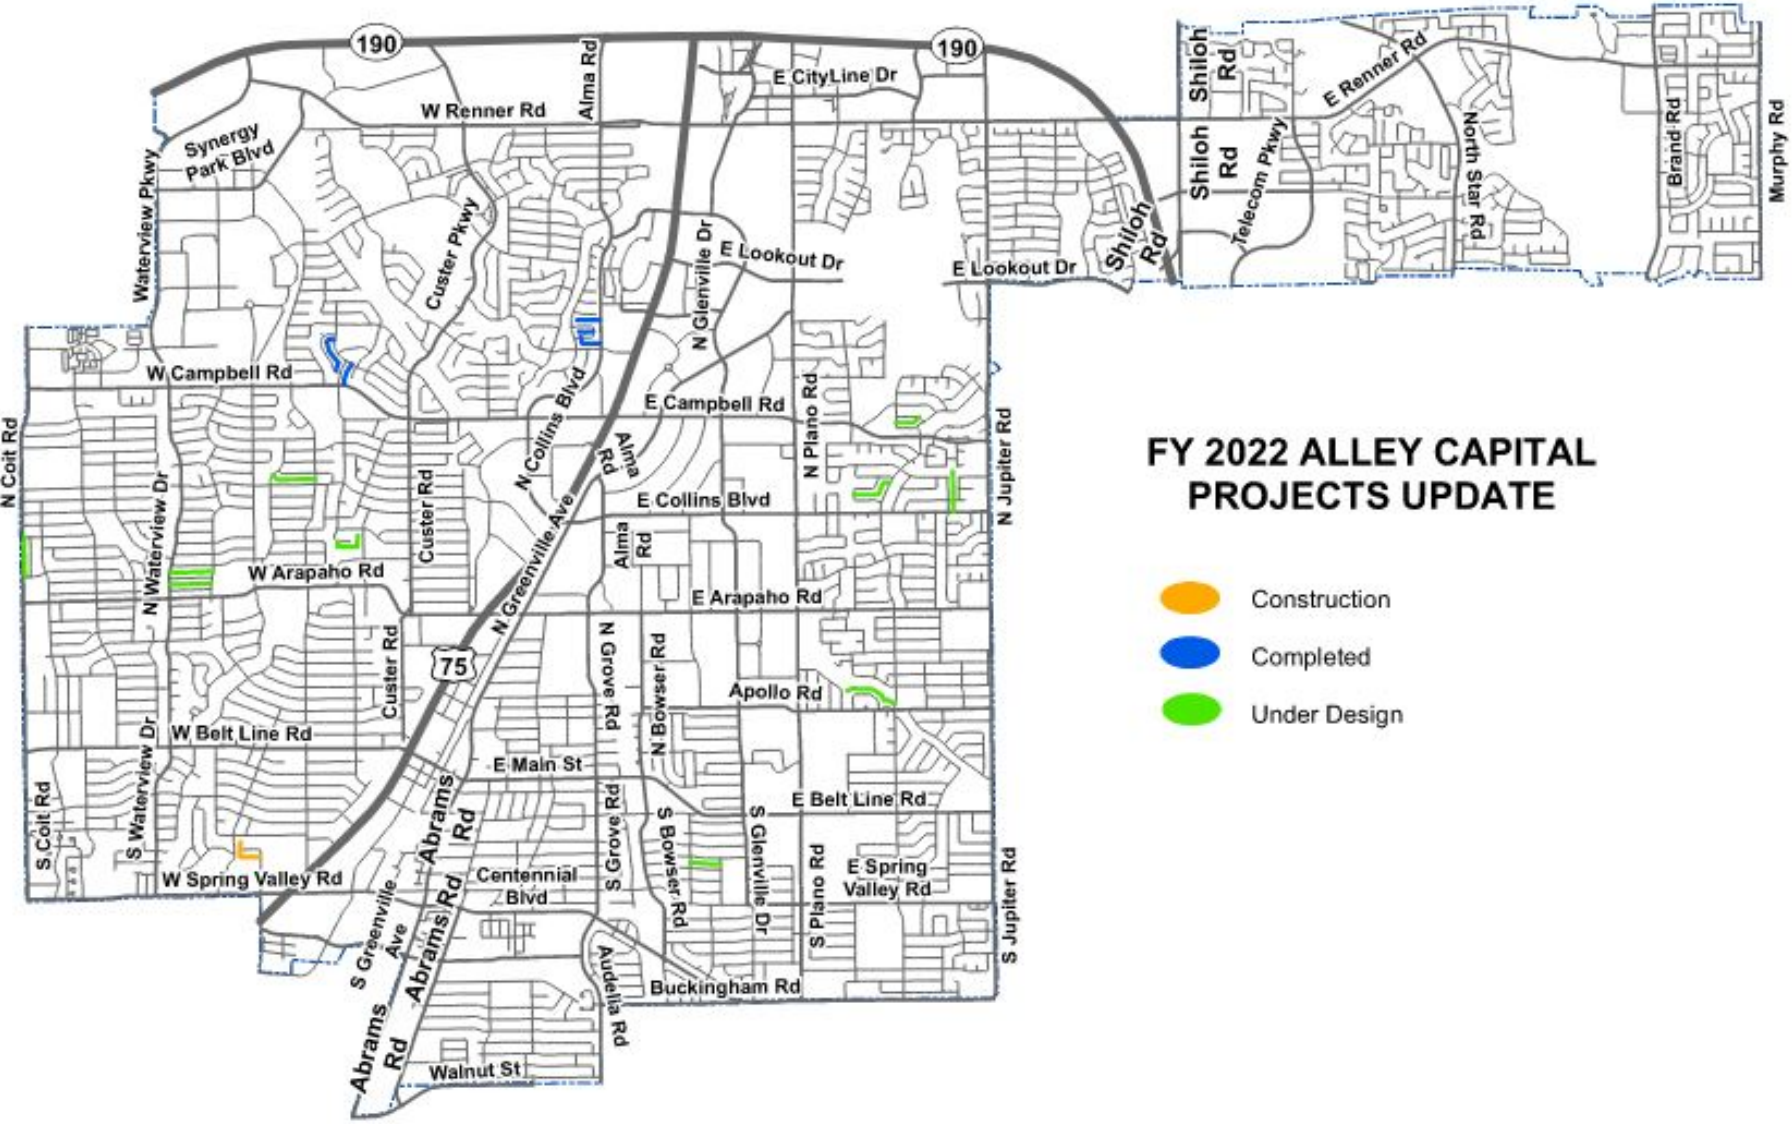 190
190
Alma Rd
E CityLine Dr
Shiloh
Rd
E Renner Rd
W Renner Rd
Synergy
Park Blvd
Shiloh
Rd
Telecom Pkwy
North Star Rd
Brand Rd
Murphy Rd
Waterview Pkwy
Custer Pkwy
N Glenville Dr
E Lookout Dr
E Lookout Dr
Shiloh
Rd
W Campbell Rd
N Collins Blvd
E Campbell Rd
N Plano Rd
N Jupiter Rd
N Coit Rd
FY 2022 ALLEY CAPITAL
PROJECTS UPDATE
N Waterview Dr
Custer Rd
Alma
Rd
E Collins Blvd
N Greenville Ave
Alma
Rd
W Arapaho Rd
E Arapaho Rd
Construction
Completed
Under Design
75
Custer Rd
N Grove Rd
N Bowser Rd
Apollo Rd
W Belt Line Rd
S Waterview Dr
E Main St
E Belt Line Rd
S Coit Rd
Abrams
Rd
S Grove Rd
S Bowser Rd
S Glenville Dr
W Spring Valley Rd
Centennial
Blvd
S Plano Rd
E Spring
Valley Rd
S Jupiter Rd
S Greenville
Ave
Abrams Rd
Audelia Rd
Buckingham Rd
Abrams
Rd
Walnut St